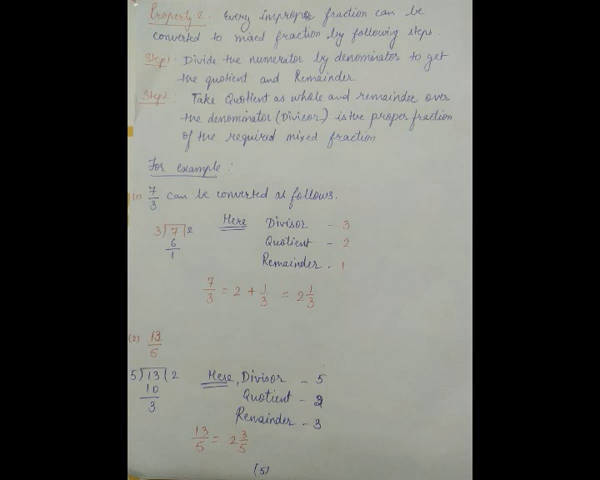 Property 2. Every improper fraction can be
converted to mixed fraction by following steps.
Step1. Divide the numerator by denominator to get
the quotient and Remainder
Step2. Take Quotient as whole and remainder over
the denominator (Divisor) is the proper fraction
of the required mixed fraction
For example :
(1) 7/3 can be converted as follows.
3) 7 (2
6
1
Here Divisor - 3
Quotient - 2
Remainder - 1
7/3 = 2 + 1/3 = 2 1/3
(2) 13/5
5) 13 (2
10
3
Here, Divisor - 5
Quotient - 2
Remainder - 3
13/5 = 2 3/5
(5)